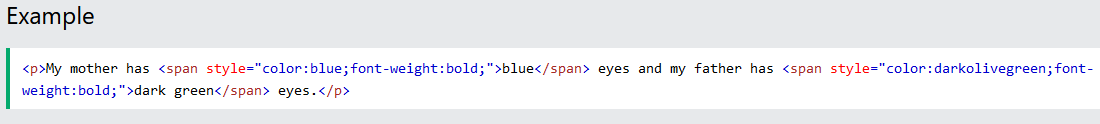 Example
<p>My mother has <span style="color:blue;font-weight:bold;">blue</span> eyes and my father has <span style="color:darkolivegreen;font-
weight:bold;">dark green</span> eyes.</p>